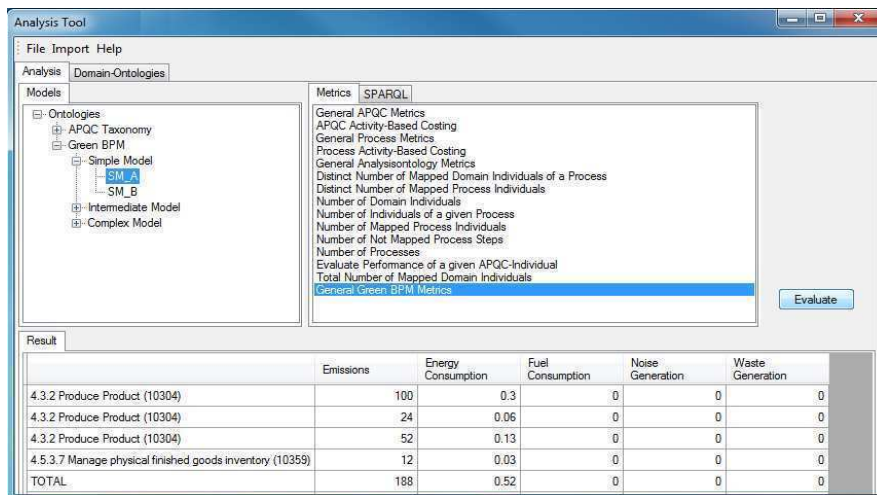 Analysis Tool
File Import Help
Analysis Domain-Ontologies
Models
Ontologies
APQC Taxonomy
Green BPM
Simple Model
SM_A
SM_B
Intermediate Model
Complex Model
Metrics SPARQL
General APQC Metrics
APQC Activity-Based Costing
General Process Metrics
Process Activity-Based Costing
General Analysisontology Metrics
Distinct Number of Mapped Domain Individuals of a Process
Distinct Number of Mapped Process Individuals
Number of Domain Individuals
Number of Individuals of a given Process
Number of Mapped Process Individuals
Number of Not Mapped Process Steps
Number of Processes
Evaluate Performance of a given APQC-Individual
Total Number of Mapped Domain Individuals
General Green BPM Metrics
Evaluate
Result
Emissions Energy Consumption Fuel Consumption Noise Generation Waste Generation
4.3.2 Produce Product (10304) 100 0.3 0 0 0
4.3.2 Produce Product (10304) 24 0.06 0 0 0
4.3.2 Produce Product (10304) 52 0.13 0 0 0
4.5.3.7 Manage physical finished goods inventory (10359) 12 0.03 0 0 0
TOTAL 188 0.52 0 0 0